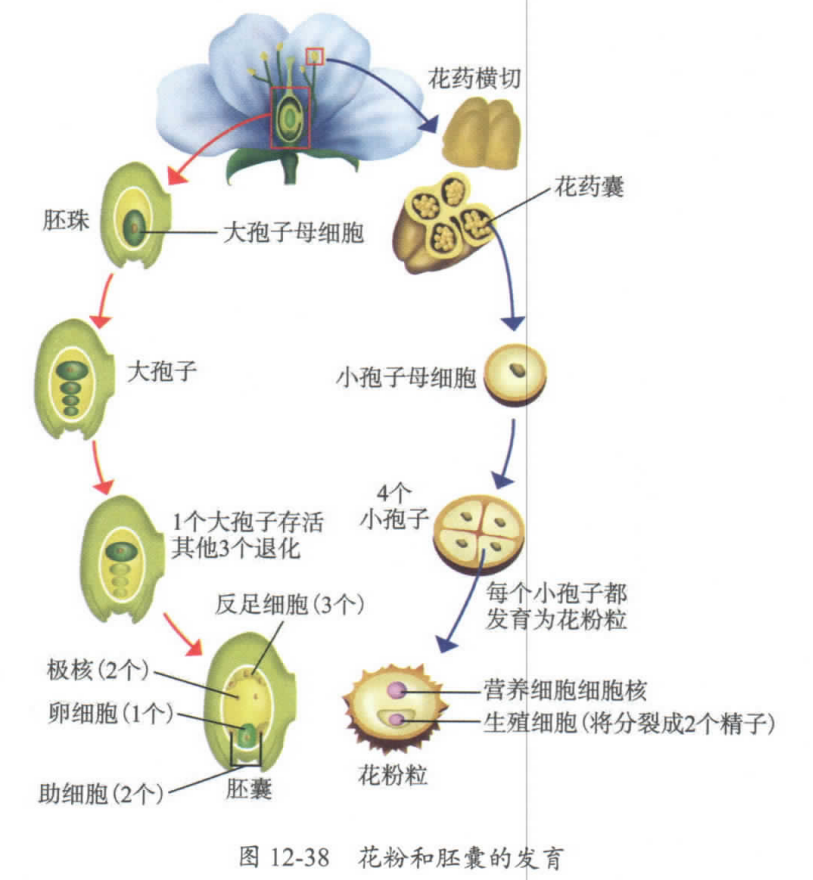 花药横切
花药囊
胚珠
大孢子母细胞
大孢子
小孢子母细胞
4个
小孢子
1个大孢子存活
其他3个退化
每个小孢子都
发育为花粉粒
反足细胞(3个)
极核(2个)
卵细胞(1个)
助细胞(2个)
胚囊
营养细胞细胞核
生殖细胞(将分裂成2个精子)
花粉粒
图 12-38 花粉和胚囊的发育